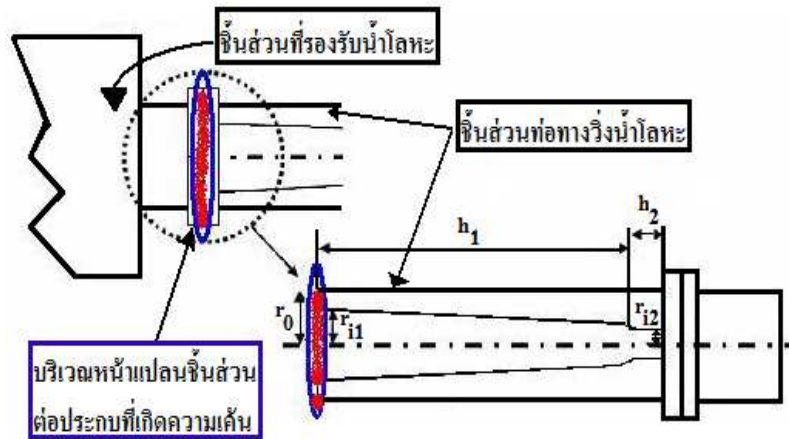 ชิ้นส่วนที่รองรับน้ำโลหะ
ชิ้นส่วนท่อทางวิ่งน้ำโลหะ
h₂
h₁
r₀
rᵢ₁
rᵢ₂
บริเวณหน้าแปลนชิ้นส่วน
ต่อประกบที่เกิดความเค้น